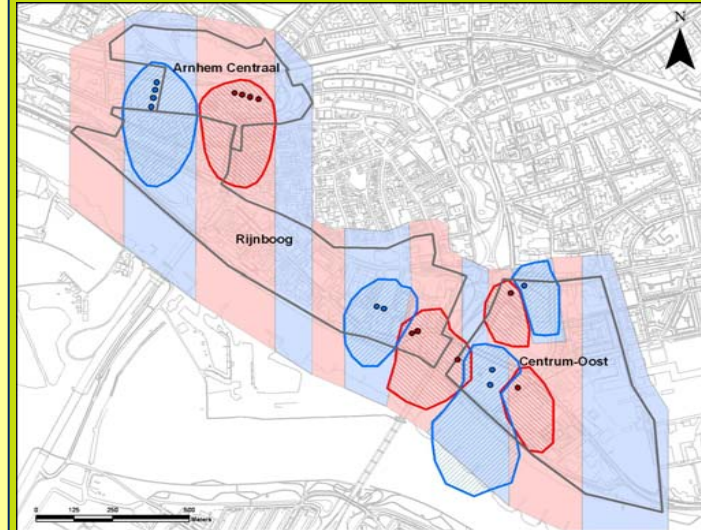 N
Arnhem Centraal
Rijnboog
Centrum-Oost
0 125 250 500
Meters